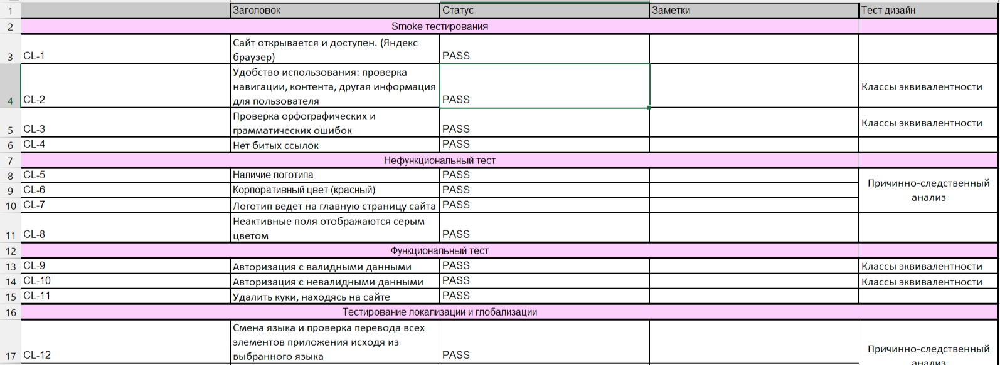 1 Заголовок Статус Заметки Тест дизайн
2 Smoke тестирования
Сайт открывается и доступен. (Яндекс
3 CL-1 браузер) PASS
Удобство использования: проверка
навигации, контента, другая информация Классы эквивалентности
4 CL-2 для пользователя PASS
Проверка орфографических и
Классы эквивалентности
5 CL-3 грамматических ошибок PASS
6 CL-4 Нет битых ссылок PASS
7 Нефункциональный тест
8 CL-5 Наличие логотипа PASS
Причинно-следственный
9 CL-6 Корпоративный цвет (красный) PASS
анализ
10 CL-7 Логотип ведет на главную страницу сайта PASS
Неактивные поля отображаются серым
11 CL-8 цветом PASS
12 Функциональный тест
13 CL-9 Авторизация с валидными данными PASS Классы эквивалентности
14 CL-10 Авторизация с невалидными данными PASS Классы эквивалентности
15 CL-11 Удалить куки, находясь на сайте PASS
16 Тестирование локализации и глобализации
Смена языка и проверка перевода всех
элементов приложения исходя из
Причинно-следственный
17 CL-12 выбранного языка PASS
анализ